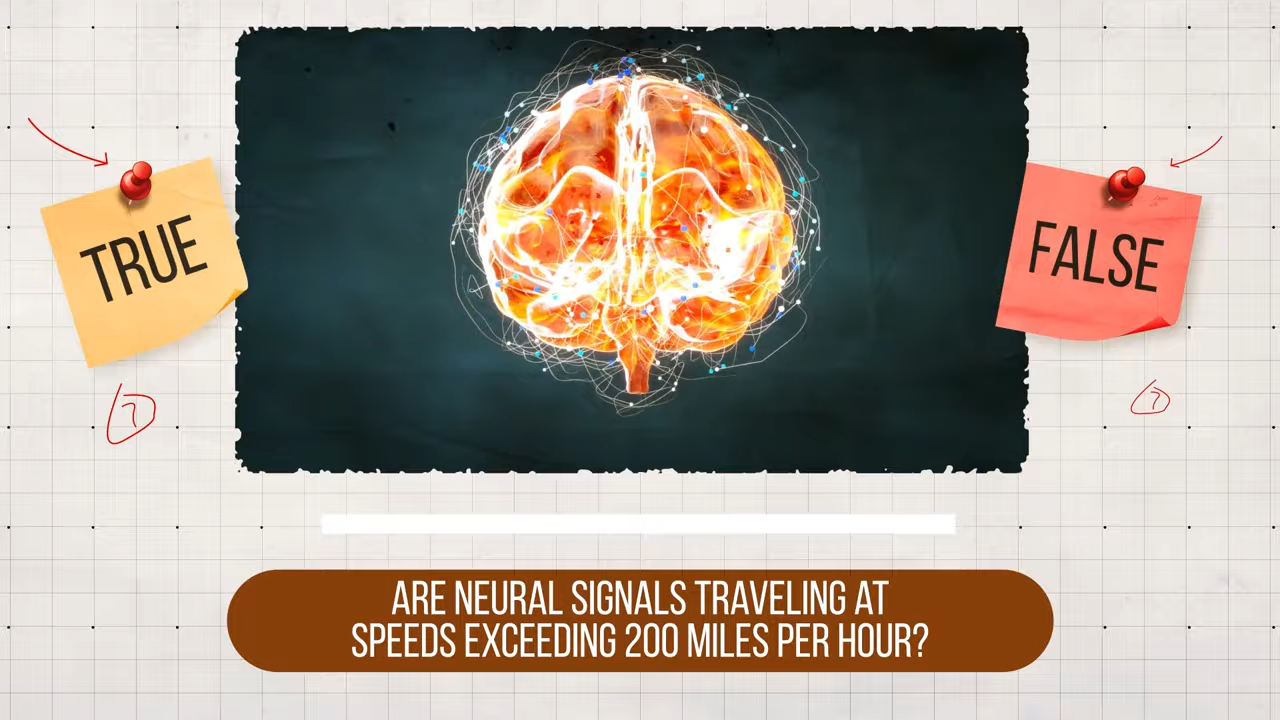 TRUE
FALSE
ARE NEURAL SIGNALS TRAVELING AT
SPEEDS EXCEEDING 200 MILES PER HOUR?